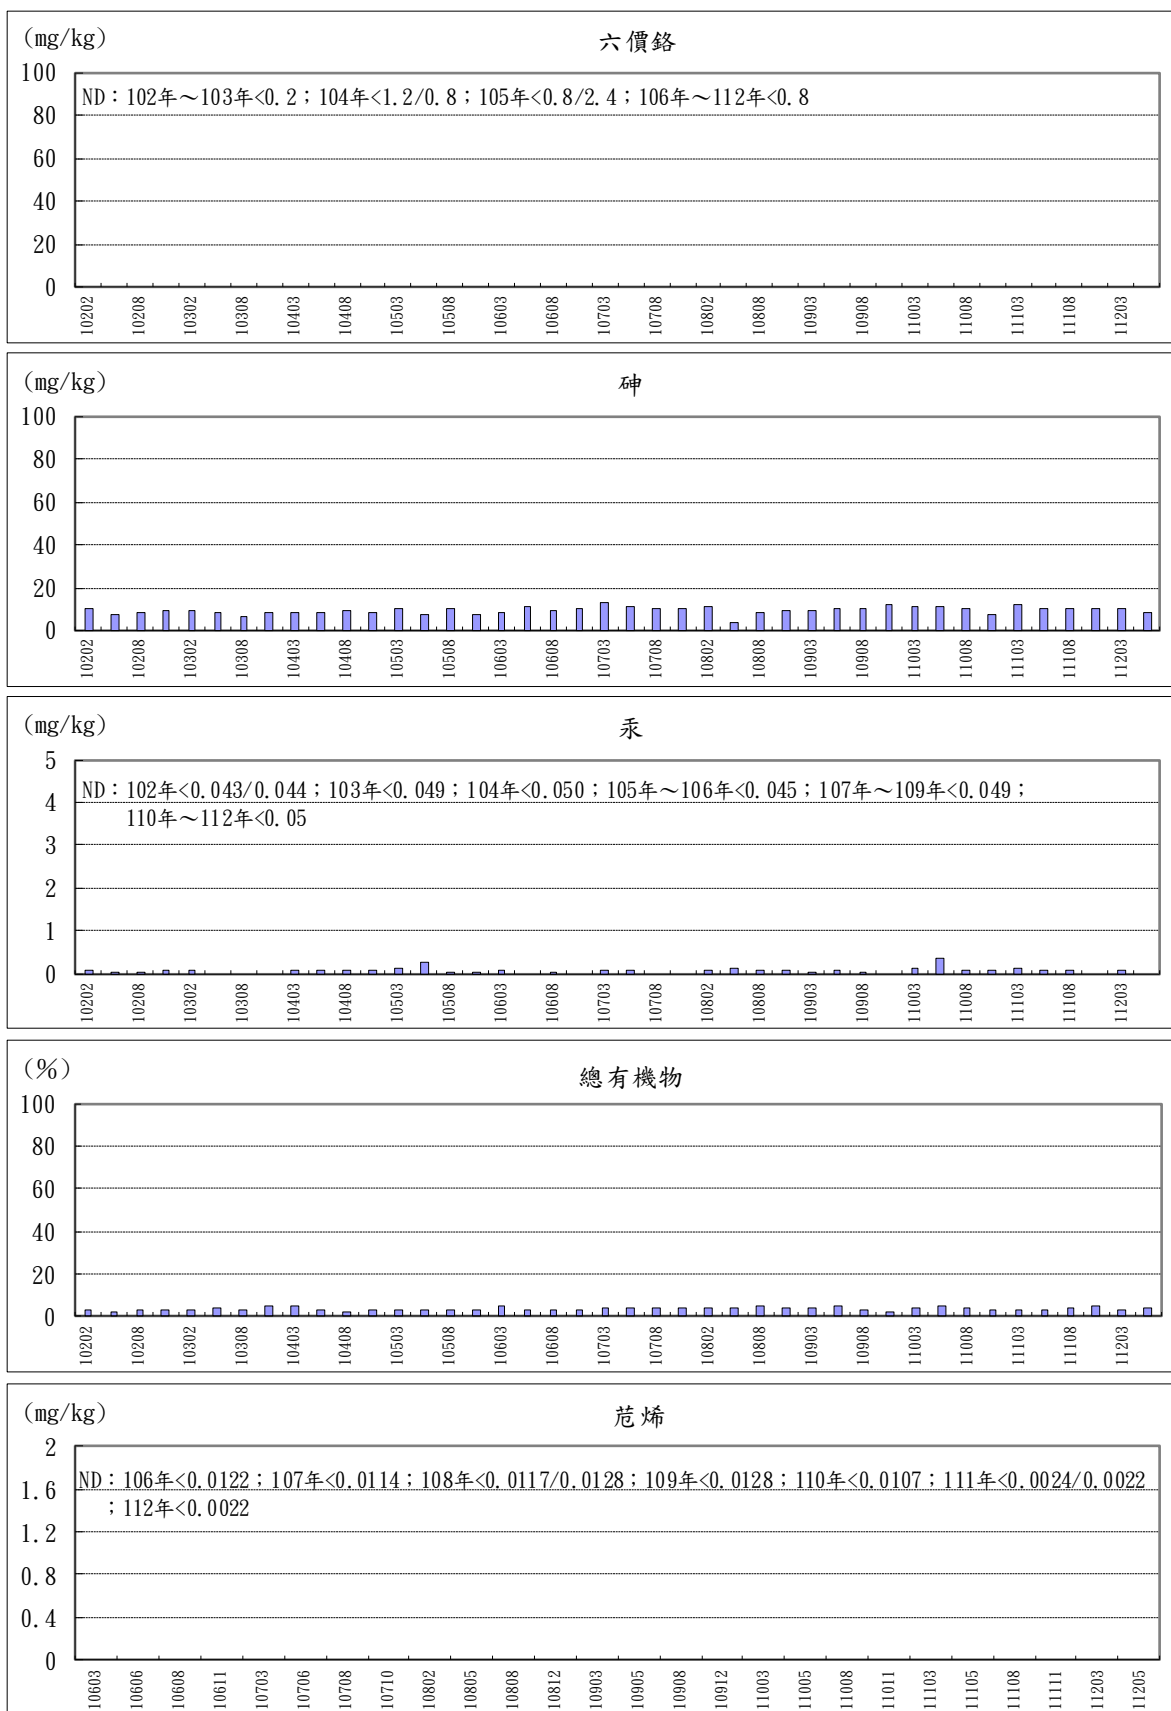 (mg/kg)
六價鉻
100
ND：102年～103年<0.2；104年<1.2/0.8；105年<0.8/2.4；106年～112年<0.8
80
60
40
20
0
10202 10208 10302 10308 10403 10408 10503 10508 10603 10608 10703 10708 10802 10808 10903 10908 11003 11008 11103 11108 11203
(mg/kg)
砷
100
80
60
40
20
0
10202 10208 10302 10308 10403 10408 10503 10508 10603 10608 10703 10708 10802 10808 10903 10908 11003 11008 11103 11108 11203
(mg/kg)
汞
5
ND：102年<0.043/0.044；103年<0.049；104年<0.050；105年～106年<0.045；107年～109年<0.049；
4
110年～112年<0.05
3
2
1
0
10202 10208 10302 10308 10403 10408 10503 10508 10603 10608 10703 10708 10802 10808 10903 10908 11003 11008 11103 11108 11203
(%)
總有機物
100
80
60
40
20
0
10202 10208 10302 10308 10403 10408 10503 10508 10603 10608 10703 10708 10802 10808 10903 10908 11003 11008 11103 11108 11203
(mg/kg)
苊烯
2
ND：106年<0.0122；107年<0.0114；108年<0.0117/0.0128；109年<0.0128；110年<0.0107；111年<0.0024/0.0022
1.6
；112年<0.0022
1.2
0.8
0.4
0
10603 10606 10608 10611 10703 10706 10708 10710 10802 10805 10808 10812 10903 10905 10908 10912 11003 11005 11008 11011 11103 11105 11108 11111 11203 11205